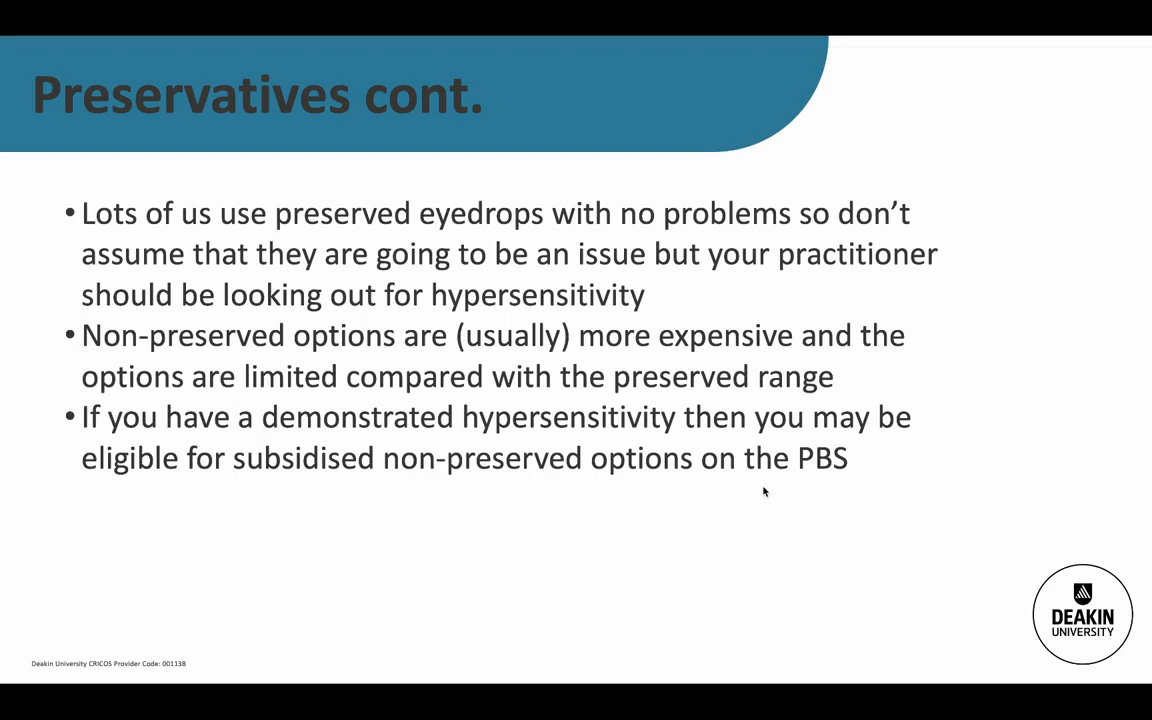 Preservatives cont.
• Lots of us use preserved eyedrops with no problems so don’t
assume that they are going to be an issue but your practitioner
should be looking out for hypersensitivity
• Non-preserved options are (usually) more expensive and the
options are limited compared with the preserved range
• If you have a demonstrated hypersensitivity then you may be
eligible for subsidised non-preserved options on the PBS
DEAKIN
UNIVERSITY
Deakin University CRICOS Provider Code: 00113B